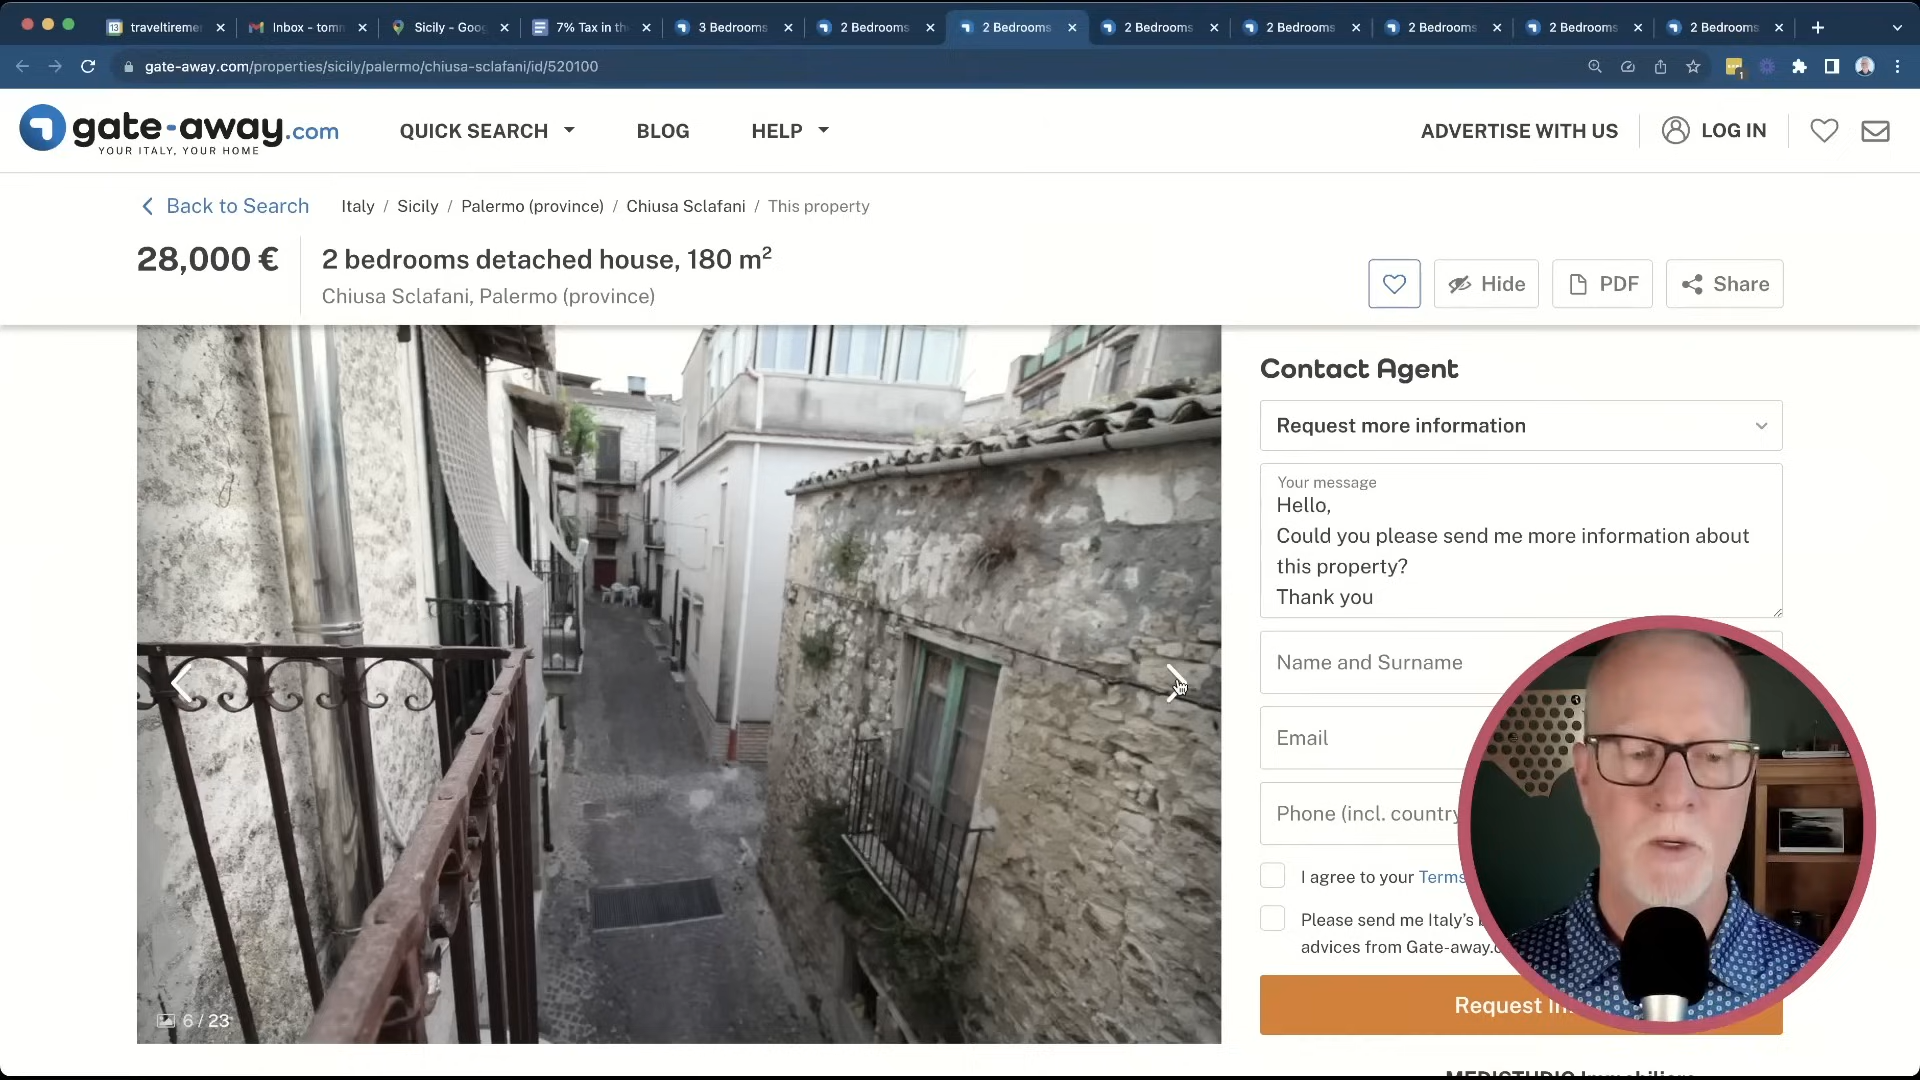 traveltiremen
Inbox - tomn
Sicily - Goog
7% Tax in th
3 Bedrooms
2 Bedrooms
2 Bedrooms
2 Bedrooms
2 Bedrooms
2 Bedrooms
2 Bedrooms
2 Bedrooms
gate-away.com/properties/sicily/palermo/chiusa-sclafani/id/520100
gate-away.com
YOUR ITALY, YOUR HOME
QUICK SEARCH
BLOG
HELP
ADVERTISE WITH US
LOG IN
Back to Search
Italy / Sicily / Palermo (province) / Chiusa Sclafani / This property
28,000 €
2 bedrooms detached house, 180 m²
Chiusa Sclafani, Palermo (province)
Hide
PDF
Share
Contact Agent
Request more information
Your message
Hello,
Could you please send me more information about
this property?
Thank you
Name and Surname
Email
Phone (incl. country
I agree to your Terms
Please send me Italy's
advices from Gate-away.c
Request In
6 / 23